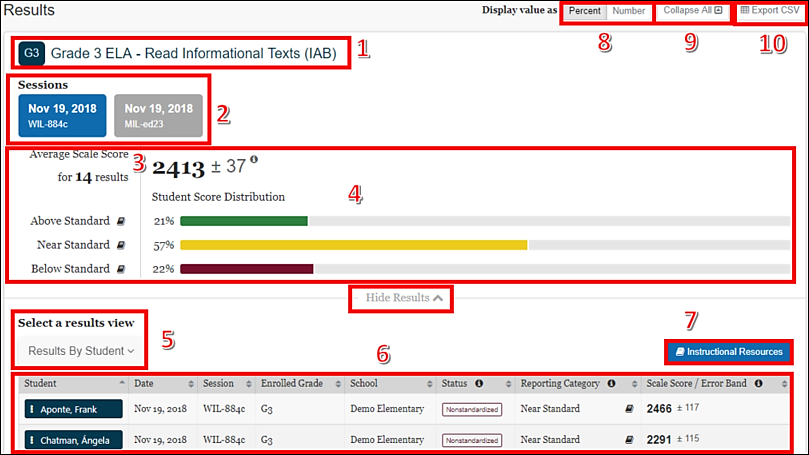 Results Display value as Percent Number Collapse All Export CSV
8 9 10
G3 Grade 3 ELA - Read Informational Texts (IAB) 1
Sessions
Nov 19, 2018 Nov 19, 2018 2
WIL-884c MIL-ed23
Average Scale Score 3 2413 ± 37 
for 14 results
Student Score Distribution 4
Above Standard 21%
Near Standard 57%
Below Standard 22%
Hide Results
Select a results view 5 7
Results By Student 6 Instructional Resources
Student Date Session Enrolled Grade School Status Reporting Category Scale Score / Error Band
Aponte, Frank Nov 19, 2018 WIL-884c G3 Demo Elementary Nonstandardized Near Standard 2466 ± 117
Chatman, Ángela Nov 19, 2018 WIL-884c G3 Demo Elementary Nonstandardized Near Standard 2291 ± 115